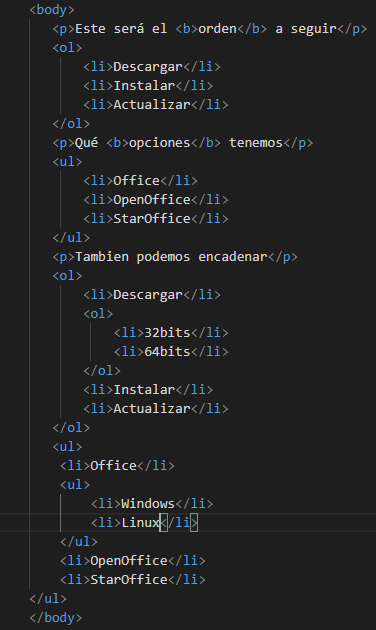 <body>
<p>Este será el <b>orden</b> a seguir</p>
<ol>
<li>Descargar</li>
<li>Instalar</li>
<li>Actualizar</li>
</ol>
<p>Qué <b>opciones</b> tenemos</p>
<ul>
<li>Office</li>
<li>OpenOffice</li>
<li>StarOffice</li>
</ul>
<p>Tambien podemos encadenar</p>
<ol>
<li>Descargar</li>
<ol>
<li>32bits</li>
<li>64bits</li>
</ol>
<li>Instalar</li>
<li>Actualizar</li>
</ol>
<ul>
<li>Office</li>
<ul>
<li>Windows</li>
<li>Linux</li>
</ul>
<li>OpenOffice</li>
<li>StarOffice</li>
</ul>
</body>